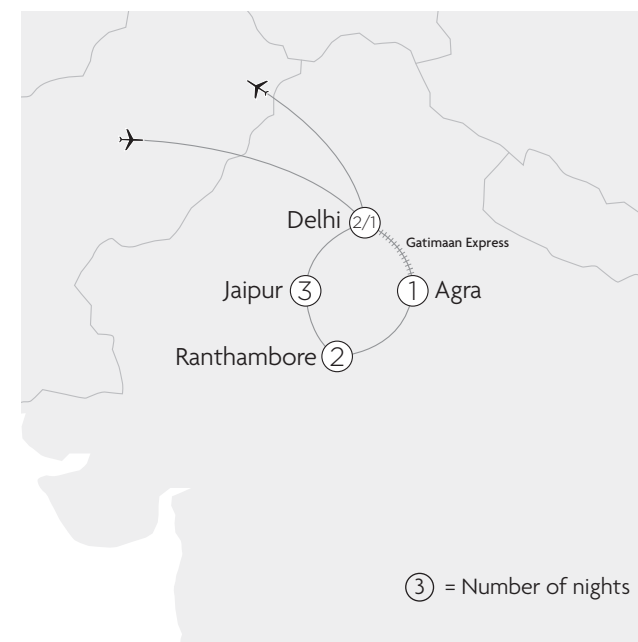 Delhi 2/1
Gatimaan Express
Jaipur 3
1 Agra
Ranthambore 2
3 = Number of nights